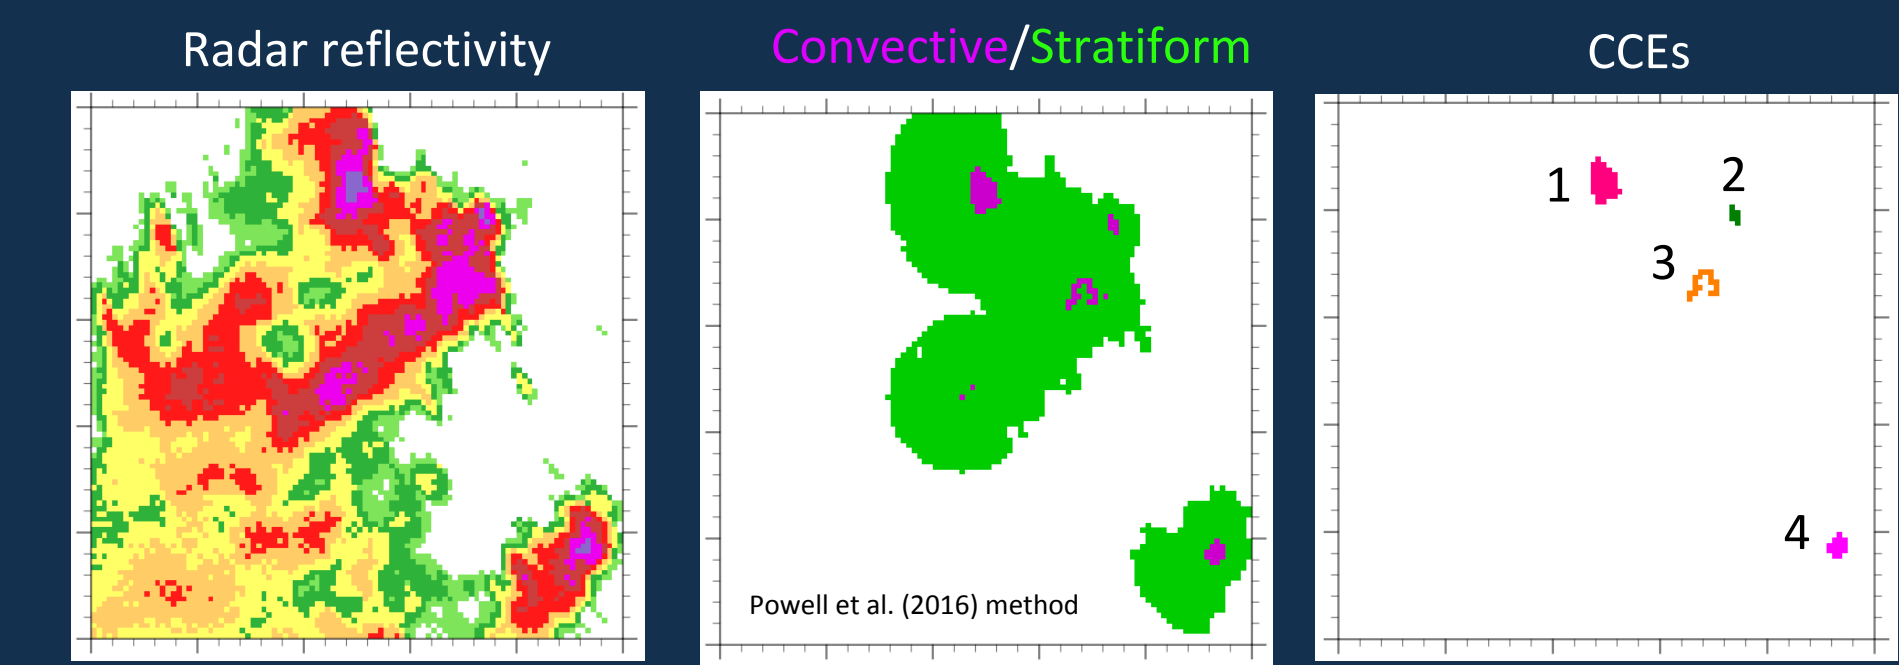 Radar reflectivity
Convective/Stratiform
CCEs
1
2
3
4
Powell et al. (2016) method